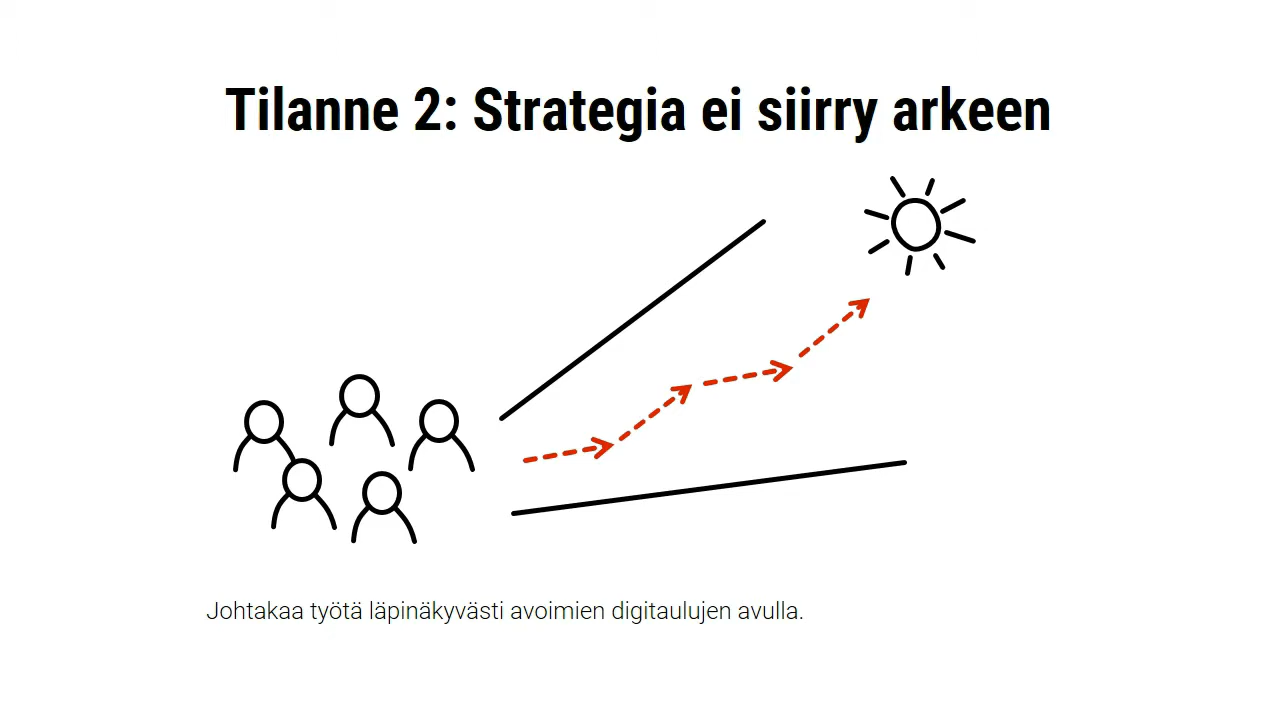 Tilanne 2: Strategia ei siirry arkeen
Johtakaa työtä läpinäkyvästi avoimien digitaulujen avulla.